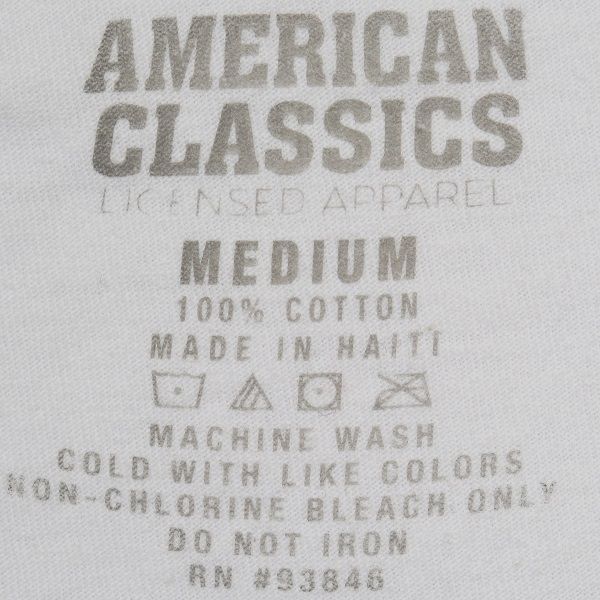 AMERICAN
CLASSICS
LICENSED APPAREL
MEDIUM
100% COTTON
MADE IN HAITI
MACHINE WASH
COLD WITH LIKE COLORS
NON-CHLORINE BLEACH ONLY
DO NOT IRON
RN #93846